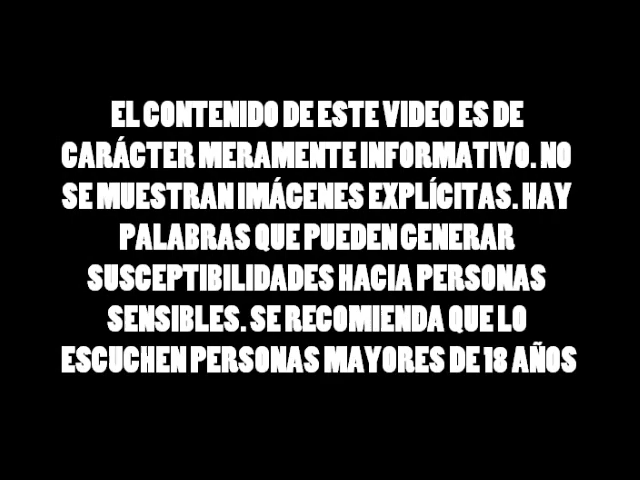 EL CONTENIDO DE ESTE VIDEO ES DE
CARÁCTER MERAMENTE INFORMATIVO. NO
SE MUESTRAN IMÁGENES EXPLÍCITAS. HAY
PALABRAS QUE PUEDEN GENERAR
SUSCEPTIBILIDADES HACIA PERSONAS
SENSIBLES. SE RECOMIENDA QUE LO
ESCUCHEN PERSONAS MAYORES DE 18 AÑOS